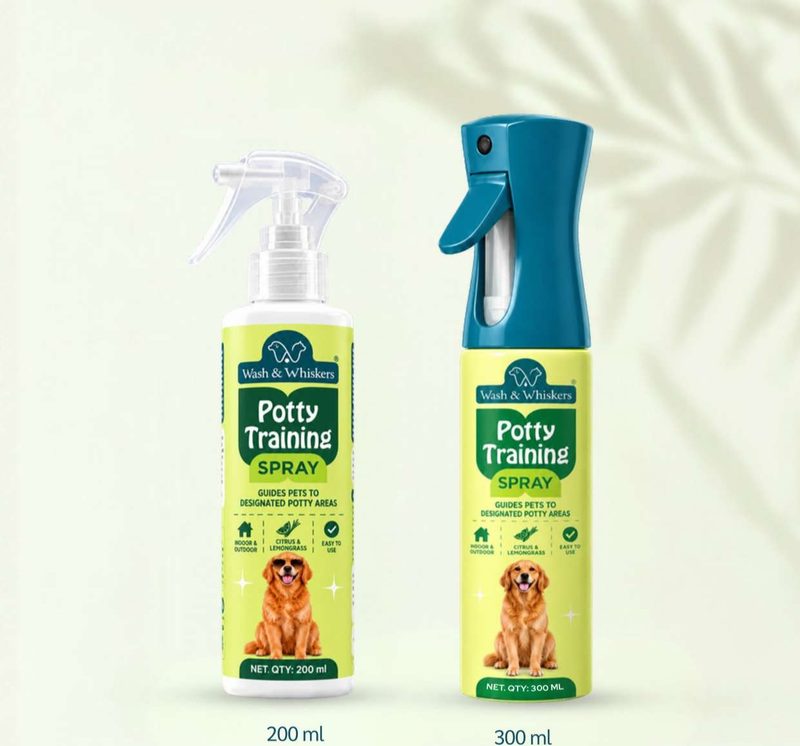 Wash & Whiskers
®
Potty
Training
SPRAY
GUIDES PETS TO
DESIGNATED POTTY AREAS
INDOOR &
OUTDOOR
CITRUS &
LEMONGRASS
EASY TO
USE
NET. QTY: 200 ml
200 ml
Wash & Whiskers
®
Potty
Training
SPRAY
GUIDES PETS TO
DESIGNATED POTTY AREAS
INDOOR &
OUTDOOR
CITRUS &
LEMONGRASS
EASY TO
USE
NET. QTY: 300 ML
300 ml